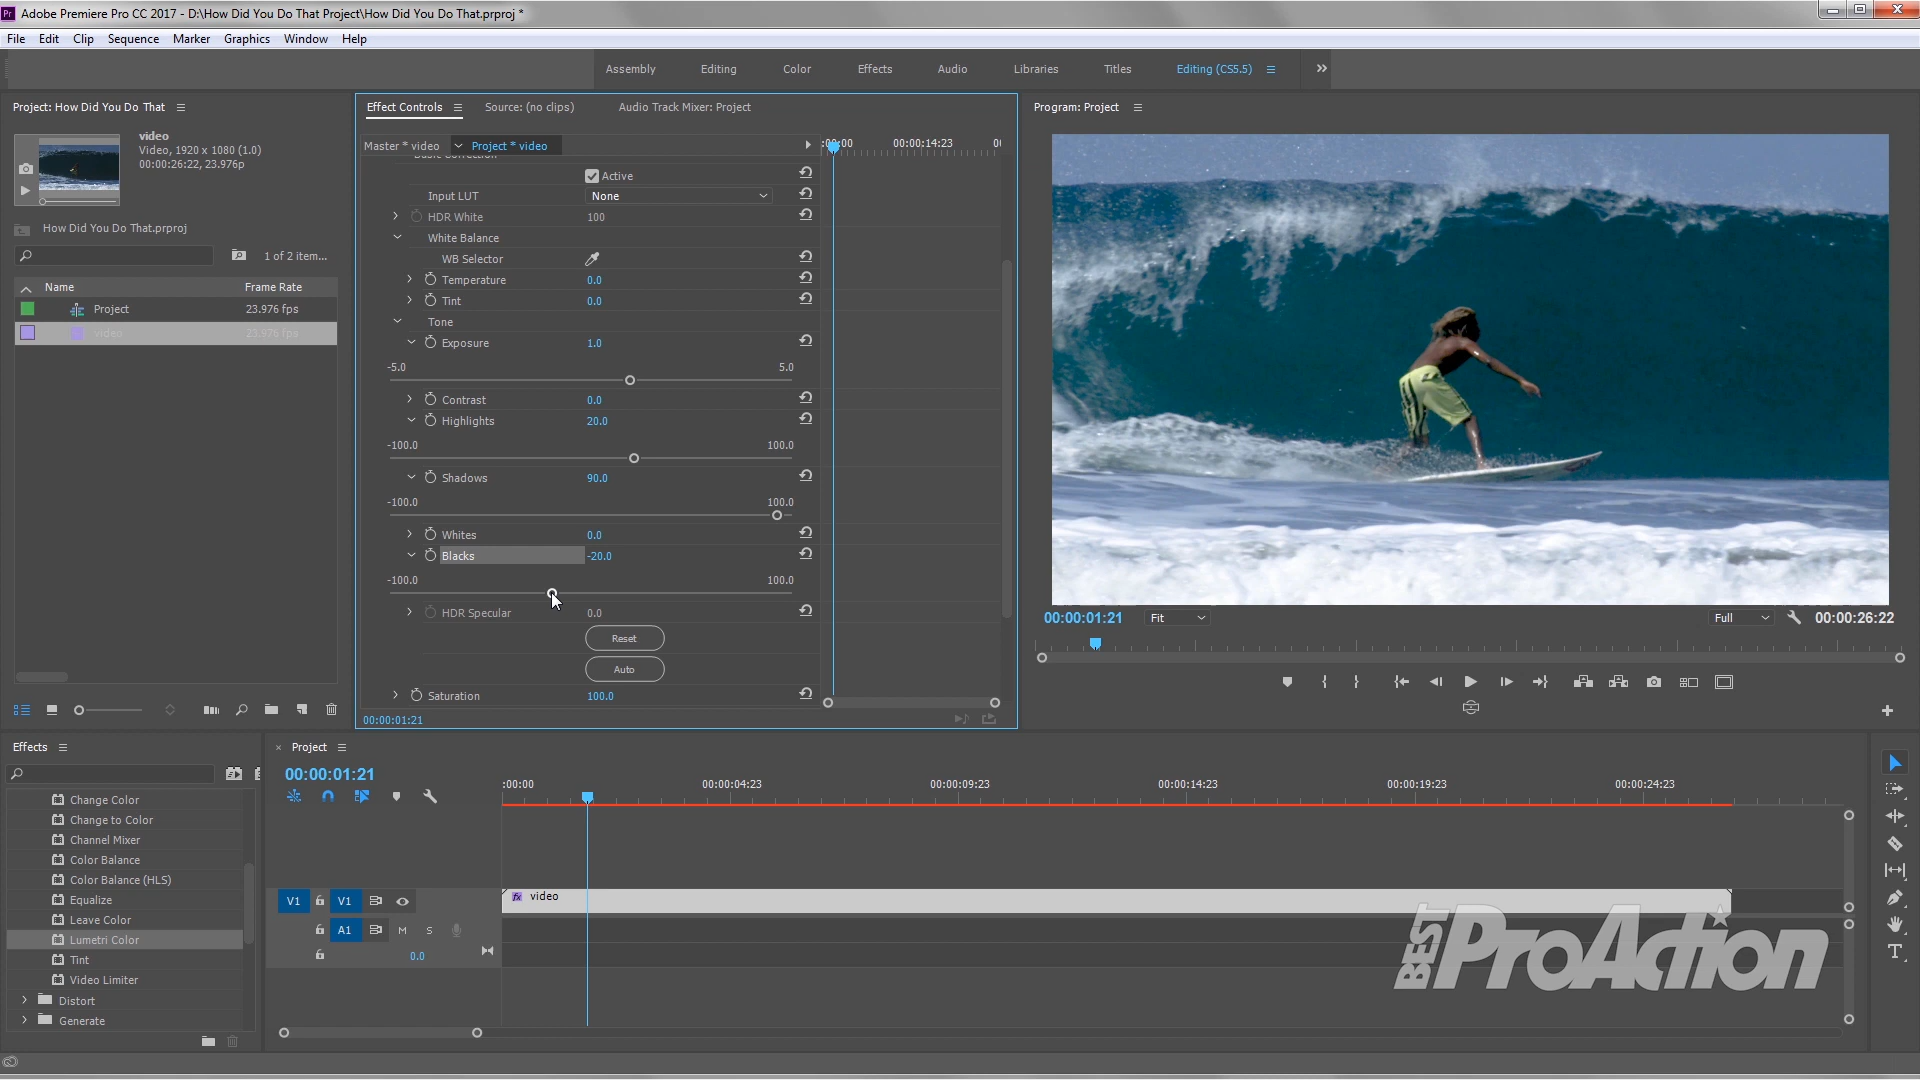 Adobe Premiere Pro CC 2017 - D:\How Did You Do That Project\How Did You Do That.prproj *
File Edit Clip Sequence Marker Graphics Window Help
Assembly Editing Color Effects Audio Libraries Titles Editing (CS5.5)
Project: How Did You Do That
video
Video, 1920 x 1080 (1.0)
00:00:26:22, 23.976p
How Did You Do That.prproj
1 of 2 item...
Name Frame Rate
Project 23.976 fps
video 23.976 fps
Effect Controls Source: (no clips) Audio Track Mixer: Project
Master * video Project * video
:00:00 00:00:14:23 00
Basic Correction
Active
Input LUT None
HDR White 100
White Balance
WB Selector
Temperature 0.0
Tint 0.0
Tone
Exposure 1.0
-5.0 5.0
Contrast 0.0
Highlights 20.0
-100.0 100.0
Shadows 90.0
-100.0 100.0
Whites 0.0
Blacks -20.0
-100.0 100.0
HDR Specular 0.0
Reset
Auto
Saturation 100.0
00:00:01:21
Program: Project
00:00:01:21 Fit Full 00:00:26:22
Effects
Change Color
Change to Color
Channel Mixer
Color Balance
Color Balance (HLS)
Equalize
Leave Color
Lumetri Color
Tint
Video Limiter
Distort
Generate
× Project
00:00:01:21
:00:00 00:00:04:23 00:00:09:23 00:00:14:23 00:00:19:23 00:00:24:23
V1 V1
fx video
A1 M S
0.0
BEST ProAction